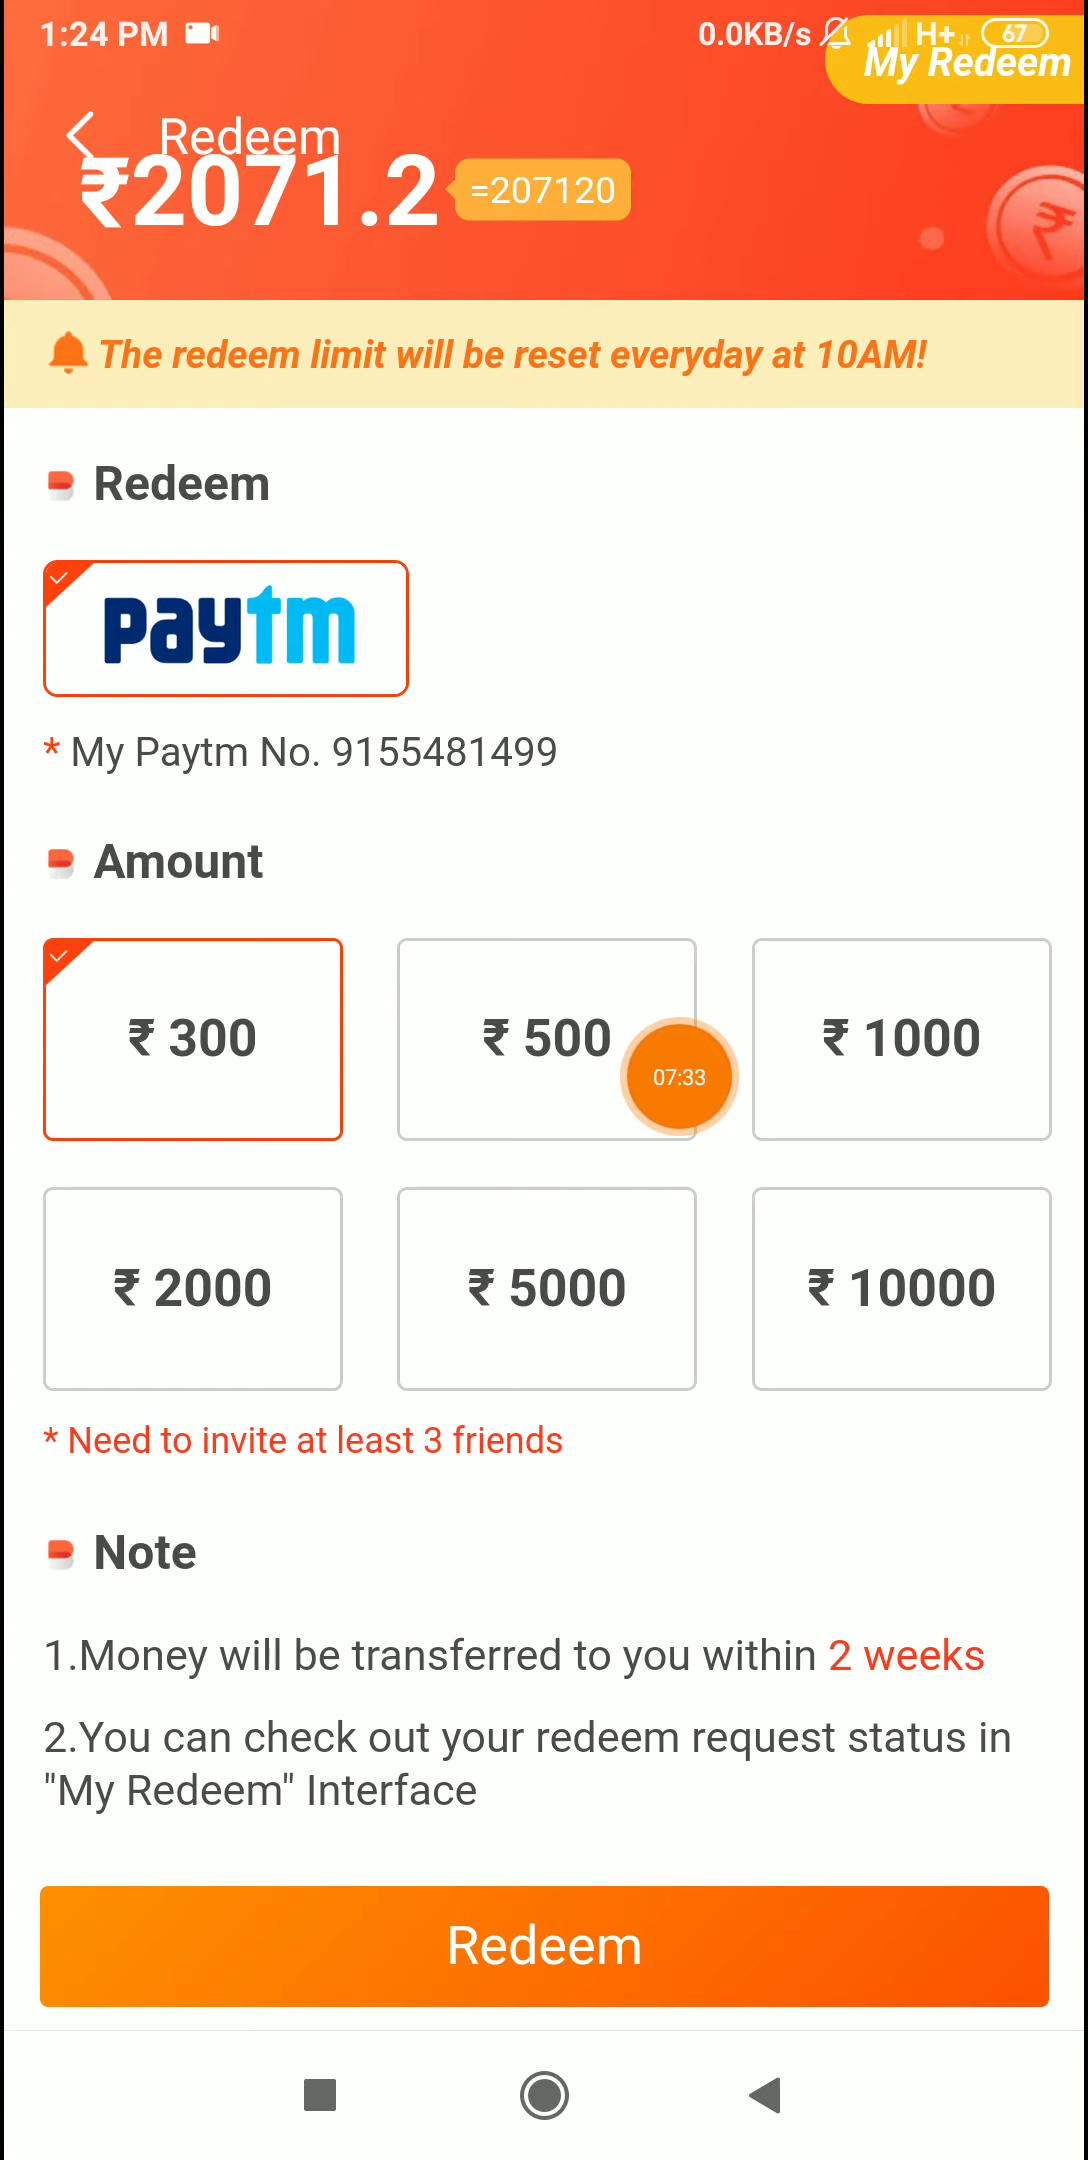 1:24 PM 0.0KB/s H+ 67
My Redeem
Redeem
₹2071.2 =207120
The redeem limit will be reset everyday at 10AM!
Redeem
paytm
* My Paytm No. 9155481499
Amount
₹ 300 ₹ 500 ₹ 1000
07:33
₹ 2000 ₹ 5000 ₹ 10000
* Need to invite at least 3 friends
Note
1.Money will be transferred to you within 2 weeks
2.You can check out your redeem request status in
"My Redeem" Interface
Redeem